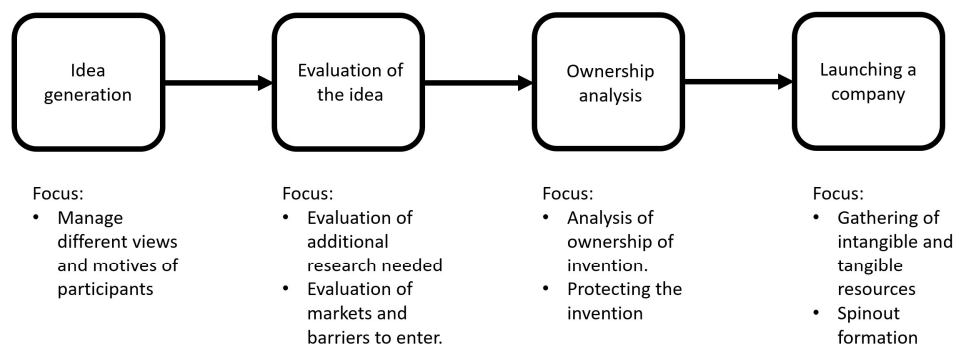 Idea
generation
Evaluation of
the idea
Ownership
analysis
Launching a
company
Focus:
• Manage
different views
and motives of
participants
Focus:
• Evaluation of
additional
research needed
• Evaluation of
markets and
barriers to enter.
Focus:
• Analysis of
ownership of
invention.
• Protecting the
invention
Focus:
• Gathering of
intangible and
tangible
resources
• Spinout
formation